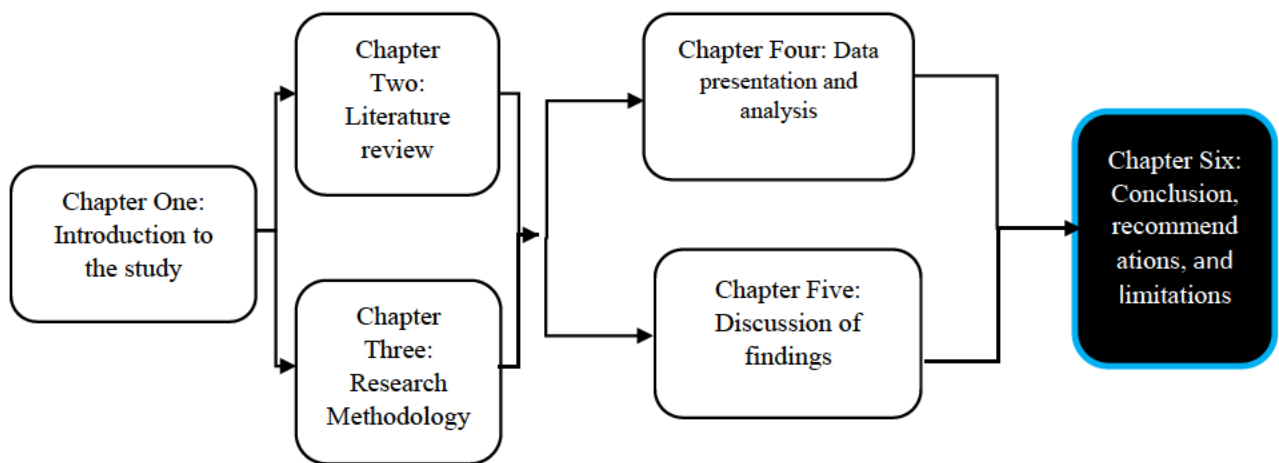 Chapter One:
Introduction to
the study
Chapter
Two:
Literature
review
Chapter
Three:
Research
Methodology
Chapter Four: Data
presentation and
analysis
Chapter Five:
Discussion of
findings
Chapter Six:
Conclusion,
recommend
ations, and
limitations